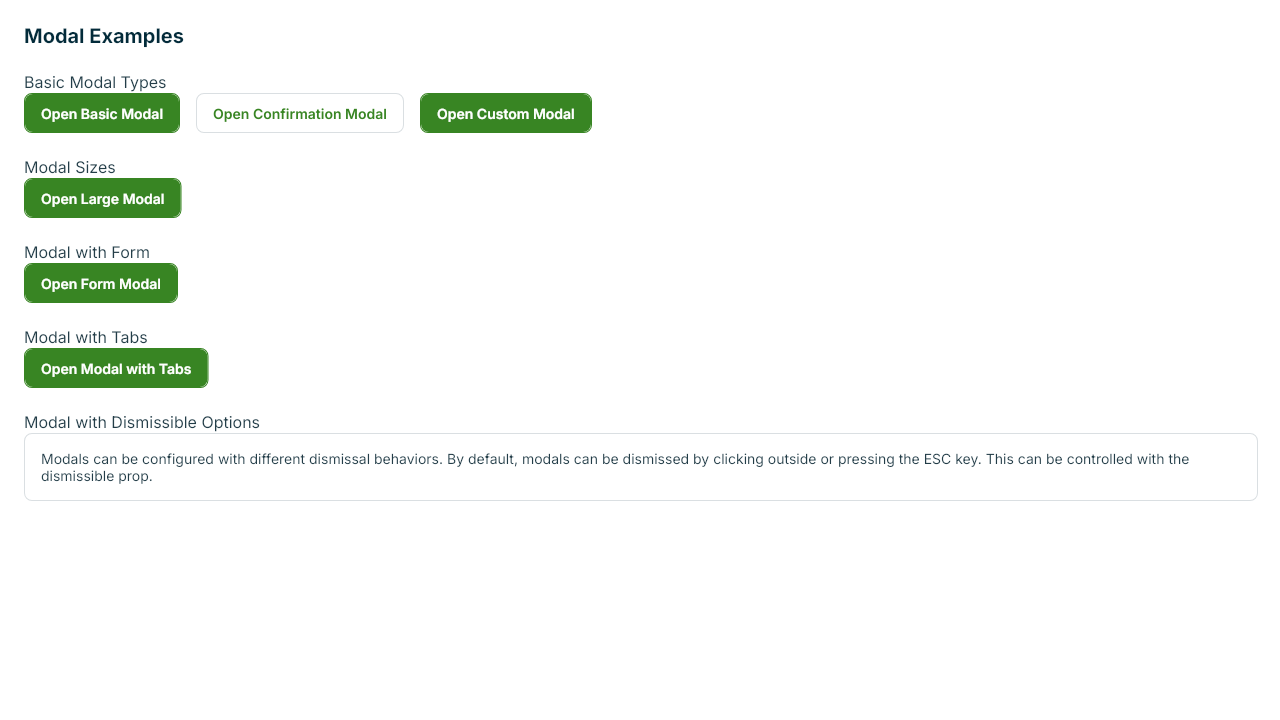 Modal Examples
Basic Modal Types
Open Basic Modal
Open Confirmation Modal
Open Custom Modal
Modal Sizes
Open Large Modal
Modal with Form
Open Form Modal
Modal with Tabs
Open Modal with Tabs
Modal with Dismissible Options
Modals can be configured with different dismissal behaviors. By default, modals can be dismissed by clicking outside or pressing the ESC key. This can be controlled with the
dismissible prop.